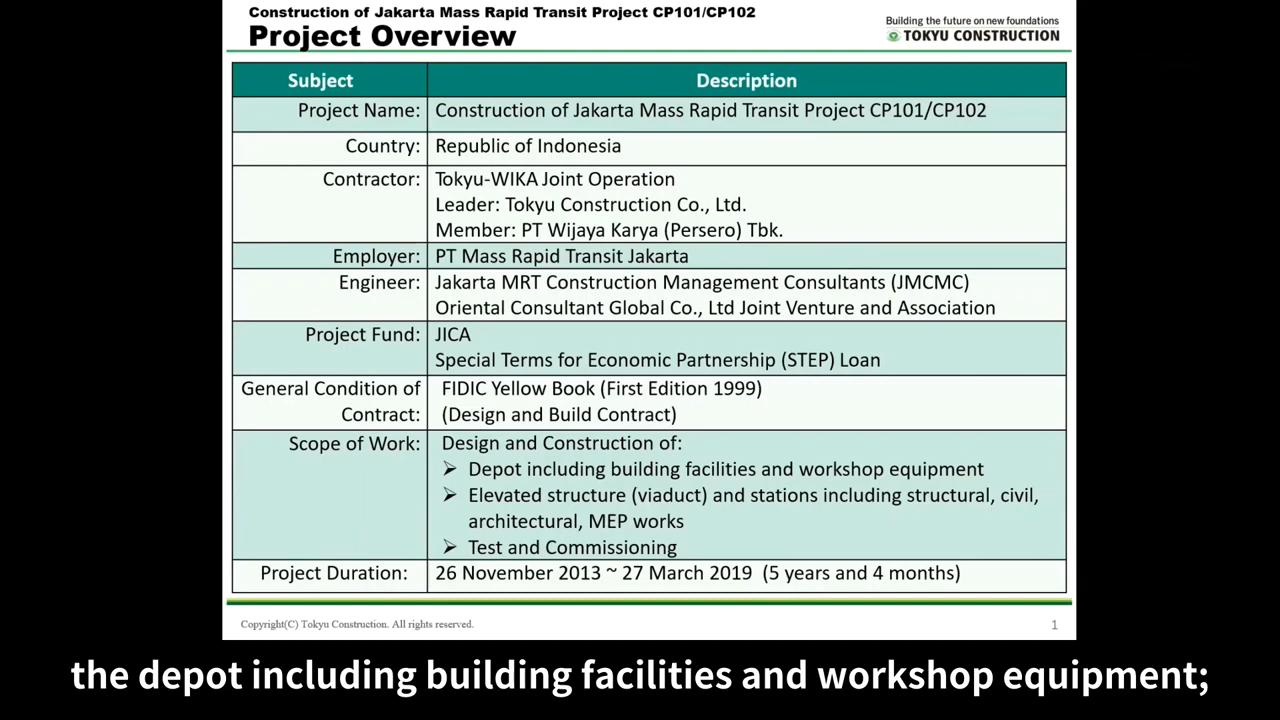 Construction of Jakarta Mass Rapid Transit Project CP101/CP102
Project Overview
Building the future on new foundations
TOKYU CONSTRUCTION
Subject Description
Project Name: Construction of Jakarta Mass Rapid Transit Project CP101/CP102
Country: Republic of Indonesia
Contractor: Tokyu-WIKA Joint Operation
Leader: Tokyu Construction Co., Ltd.
Member: PT Wijaya Karya (Persero) Tbk.
Employer: PT Mass Rapid Transit Jakarta
Engineer: Jakarta MRT Construction Management Consultants (JMCMC)
Oriental Consultant Global Co., Ltd Joint Venture and Association
Project Fund: JICA
Special Terms for Economic Partnership (STEP) Loan
General Condition of FIDIC Yellow Book (First Edition 1999)
Contract: (Design and Build Contract)
Scope of Work: Design and Construction of:
➢ Depot including building facilities and workshop equipment
➢ Elevated structure (viaduct) and stations including structural, civil,
architectural, MEP works
➢ Test and Commissioning
Project Duration: 26 November 2013 ~ 27 March 2019 (5 years and 4 months)
Copyright(C) Tokyu Construction. All rights reserved. 1
the depot including building facilities and workshop equipment;